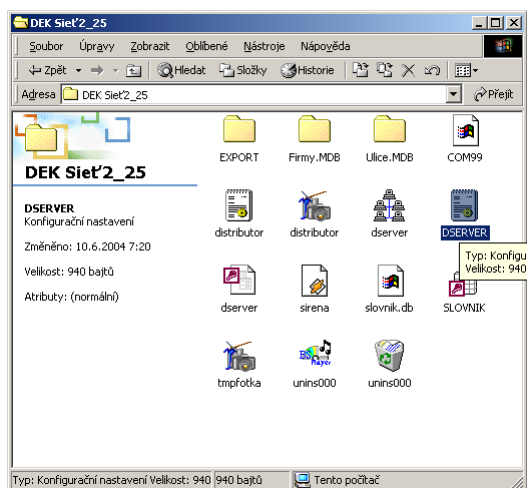 DEK Sieť2_25
Soubor Úpravy Zobrazit Oblíbené Nástroje Nápověda
Zpět Hledat Složky Historie
Adresa DEK Sieť2_25 Přejít
DEK Sieť2_25
DSERVER
Konfigurační nastavení
Změněno: 10.6.2004 7:20
Velikost: 940 bajtů
Atributy: (normální)
EXPORT Firmy.MDB Ulice.MDB COM99
distributor distributor dserver DSERVER
Typ: Konfigu
Velikost: 940
dserver sirena slovnik.db SLOVNIK
tmpfotka unins000 unins000
Typ: Konfigurační nastavení Velikost: 940 940 bajtů Tento počítač